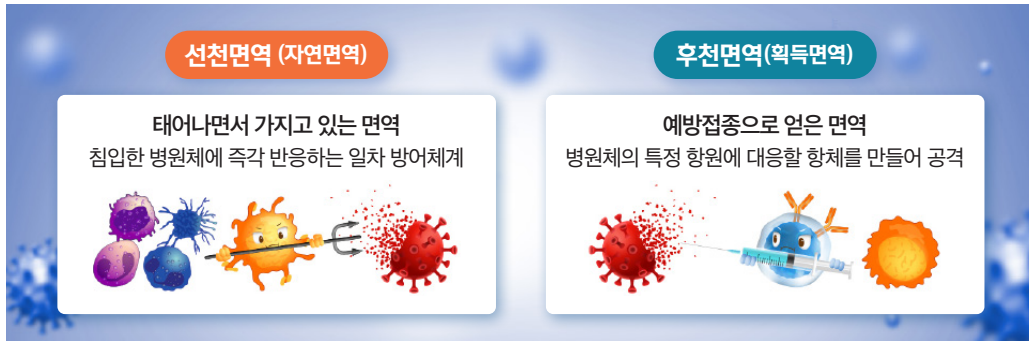 선천면역 (자연면역)
태어나면서 가지고 있는 면역
침입한 병원체에 즉각 반응하는 일차 방어체계
후천면역(획득면역)
예방접종으로 얻은 면역
병원체의 특정 항원에 대응할 항체를 만들어 공격